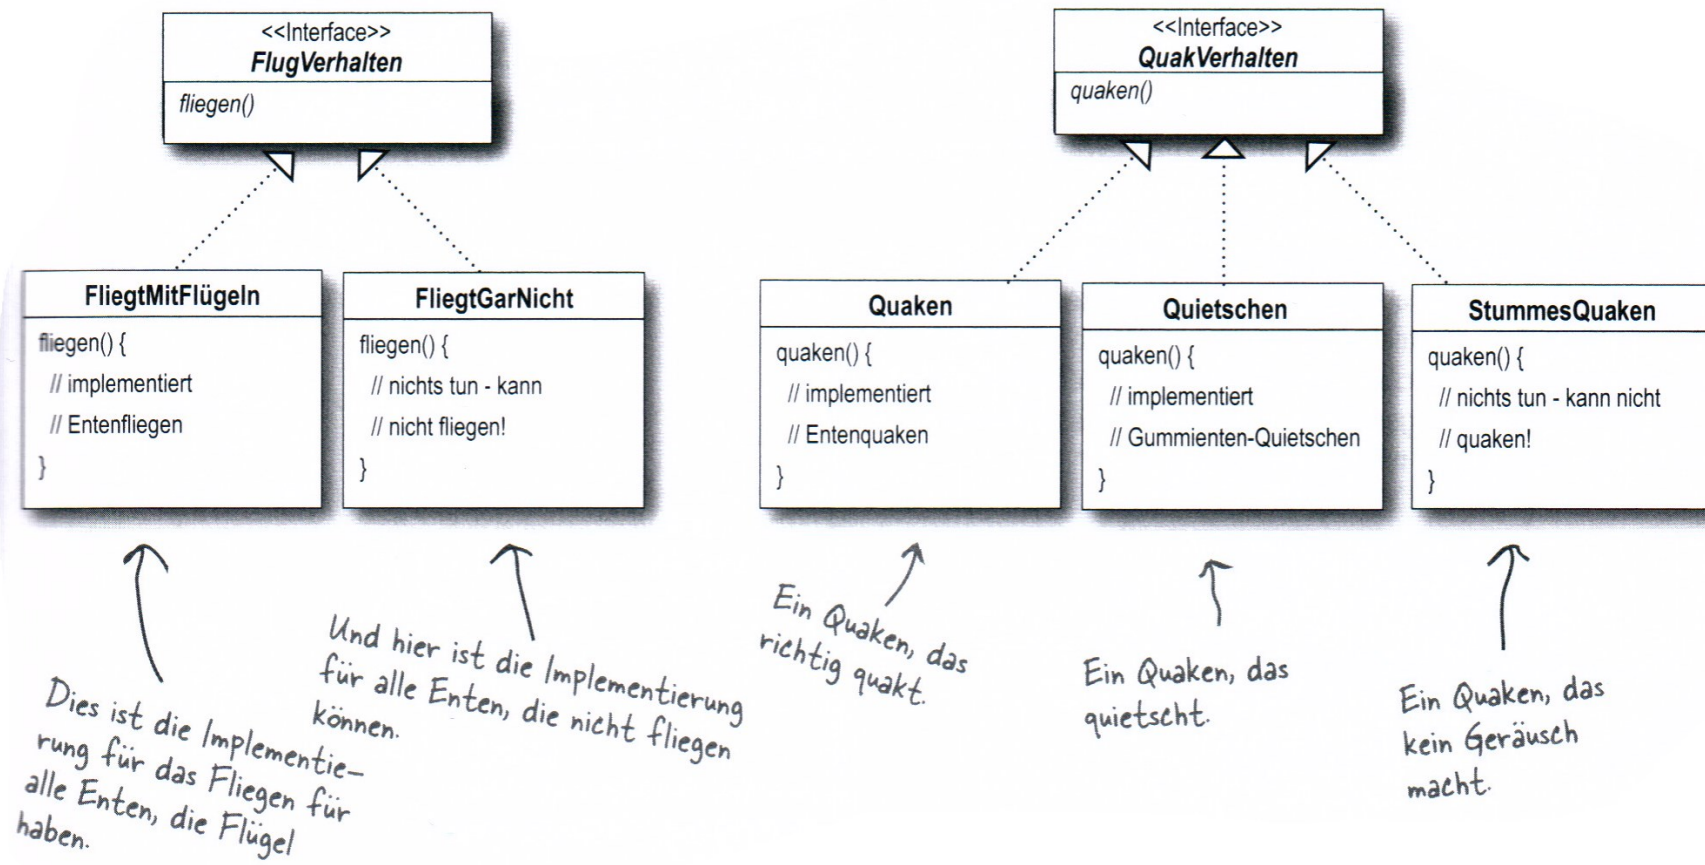 <<Interface>>
FlugVerhalten
fliegen()
<<Interface>>
QuakVerhalten
quaken()
FliegtMitFlügeln
fliegen() {
// implementiert
// Entenfliegen
}
FliegtGarNicht
fliegen() {
// nichts tun - kann
// nicht fliegen!
}
Quaken
quaken() {
// implementiert
// Entenquaken
}
Quietschen
quaken() {
// implementiert
// Gummienten-Quietschen
}
StummesQuaken
quaken() {
// nichts tun - kann nicht
// quaken!
}
Dies ist die Implementie-
rung für das Fliegen für
alle Enten, die Flügel
haben.
Und hier ist die Implementierung
für alle Enten, die nicht fliegen
können.
Ein Quaken, das
richtig quakt.
Ein Quaken, das
quietscht.
Ein Quaken, das
kein Geräusch
macht.